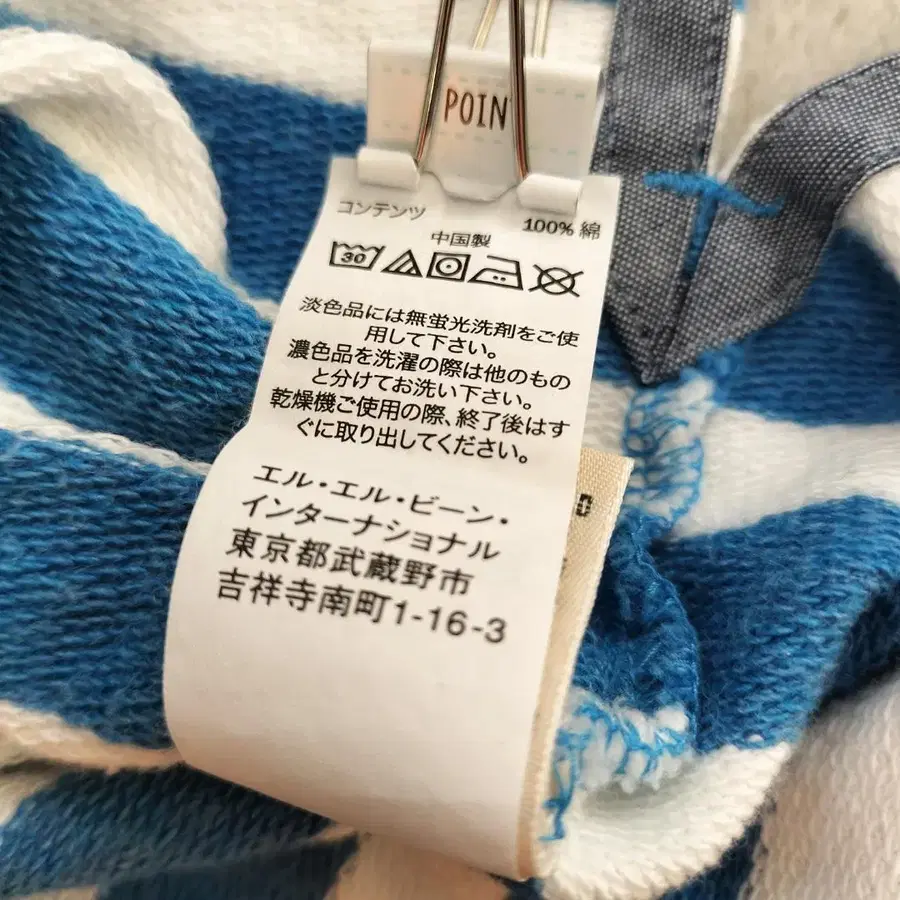 POINT
コンテンツ 100% 綿
中国製
30
淡色品には無蛍光洗剤をご使
用して下さい。
濃色品を洗濯の際は他のもの
と分けてお洗い下さい。
乾燥機ご使用の際、終了後はす
ぐに取り出してください。
エル・エル・ビーン・
インターナショナル
東京都武蔵野市
吉祥寺南町1-16-3